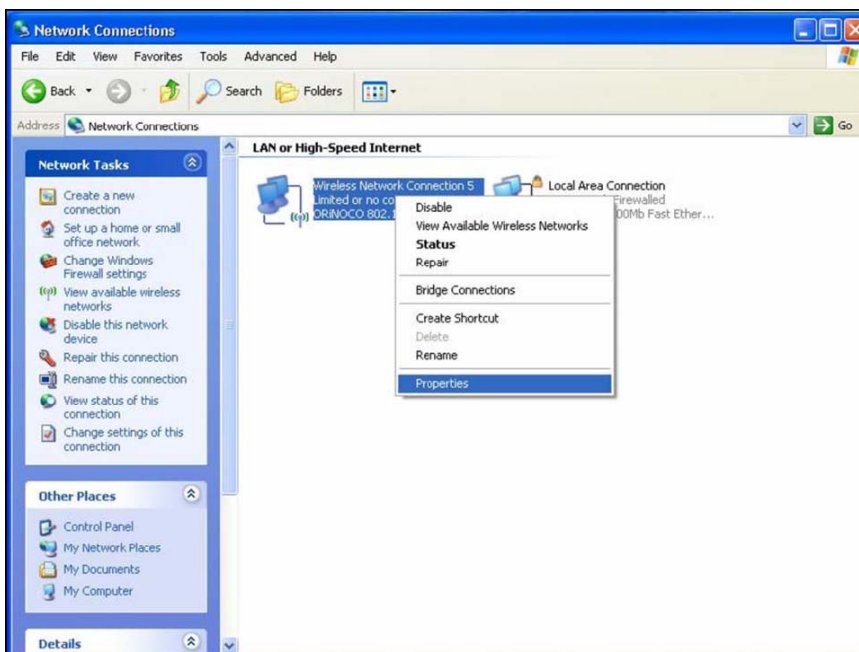 Network Connections
File Edit View Favorites Tools Advanced Help
Back Search Folders
Address Network Connections Go
Network Tasks
Create a new
connection
Set up a home or small
office network
Change Windows
Firewall settings
View available wireless
networks
Disable this network
device
Repair this connection
Rename this connection
View status of this
connection
Change settings of this
connection
Other Places
Control Panel
My Network Places
My Documents
My Computer
Details
LAN or High-Speed Internet
Wireless Network Connection 5
Limited or no co
ORiNOCO 802.1
Local Area Connection
Firewalled
00Mb Fast Ether...
Disable
View Available Wireless Networks
Status
Repair
Bridge Connections
Create Shortcut
Delete
Rename
Properties